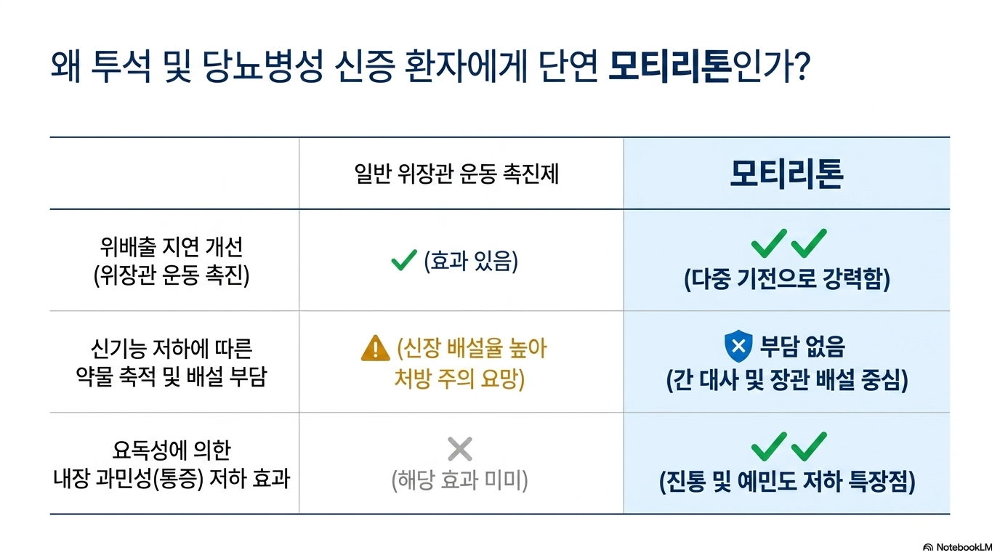 왜 투석 및 당뇨병성 신증 환자에게 단연 모티리톤인가?
일반 위장관 운동 촉진제
모티리톤
위배출 지연 개선
(위장관 운동 촉진)
(효과 있음)
(다중 기전으로 강력함)
신기능 저하에 따른
약물 축적 및 배설 부담
(신장 배설율 높아
처방 주의 요망)
부담 없음
(간 대사 및 장관 배설 중심)
요독성에 의한
내장 과민성(통증) 저하 효과
(해당 효과 미미)
(진통 및 예민도 저하 특장점)
NotebookLM